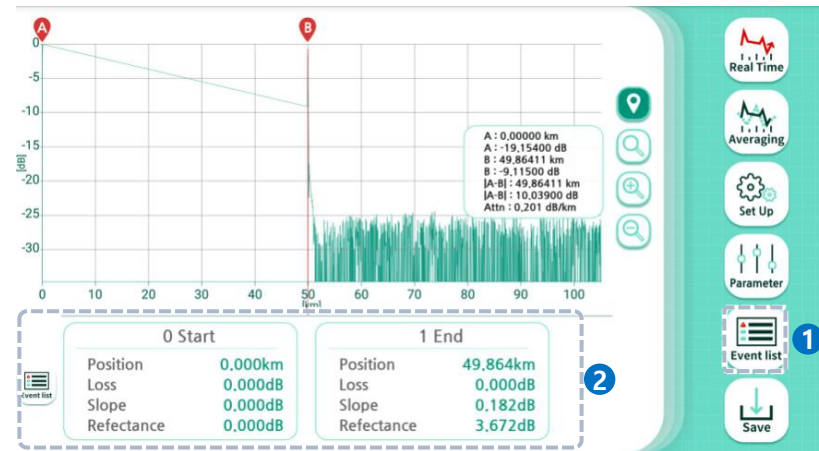 A
B
0
-5
-10
-15
-20
-25
-30
[dB]
A : 0,00000 km
A : -19,15400 dB
B : 49,86411 km
B : -9,11500 dB
|A-B| : 49,86411 km
|A-B| : 10,03900 dB
Attn : 0,201 dB/km
0 10 20 30 40 50 60 70 80 90 100
[km]
0 Start
Position 0,000km
Loss 0,000dB
Slope 0,000dB
Refectance 0,000dB
1 End
Position 49,864km
Loss 0,000dB
Slope 0,182dB
Refectance 3,672dB
Event list
2
Real Time
Averaging
Set Up
Parameter
Event list
1
Save